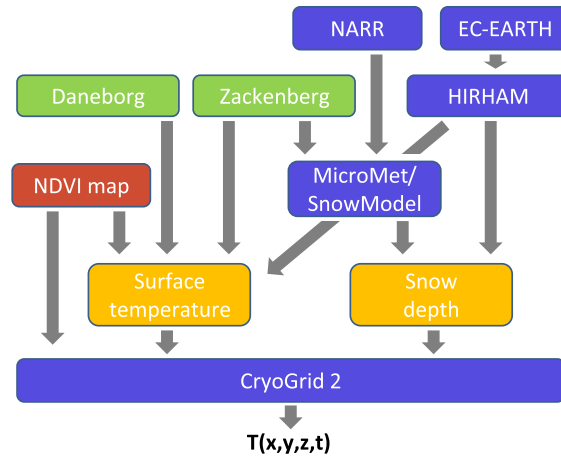 NARR
EC-EARTH
Daneborg
Zackenberg
HIRHAM
NDVI map
MicroMet/
SnowModel
Surface
temperature
Snow
depth
CryoGrid 2
T(x,y,z,t)